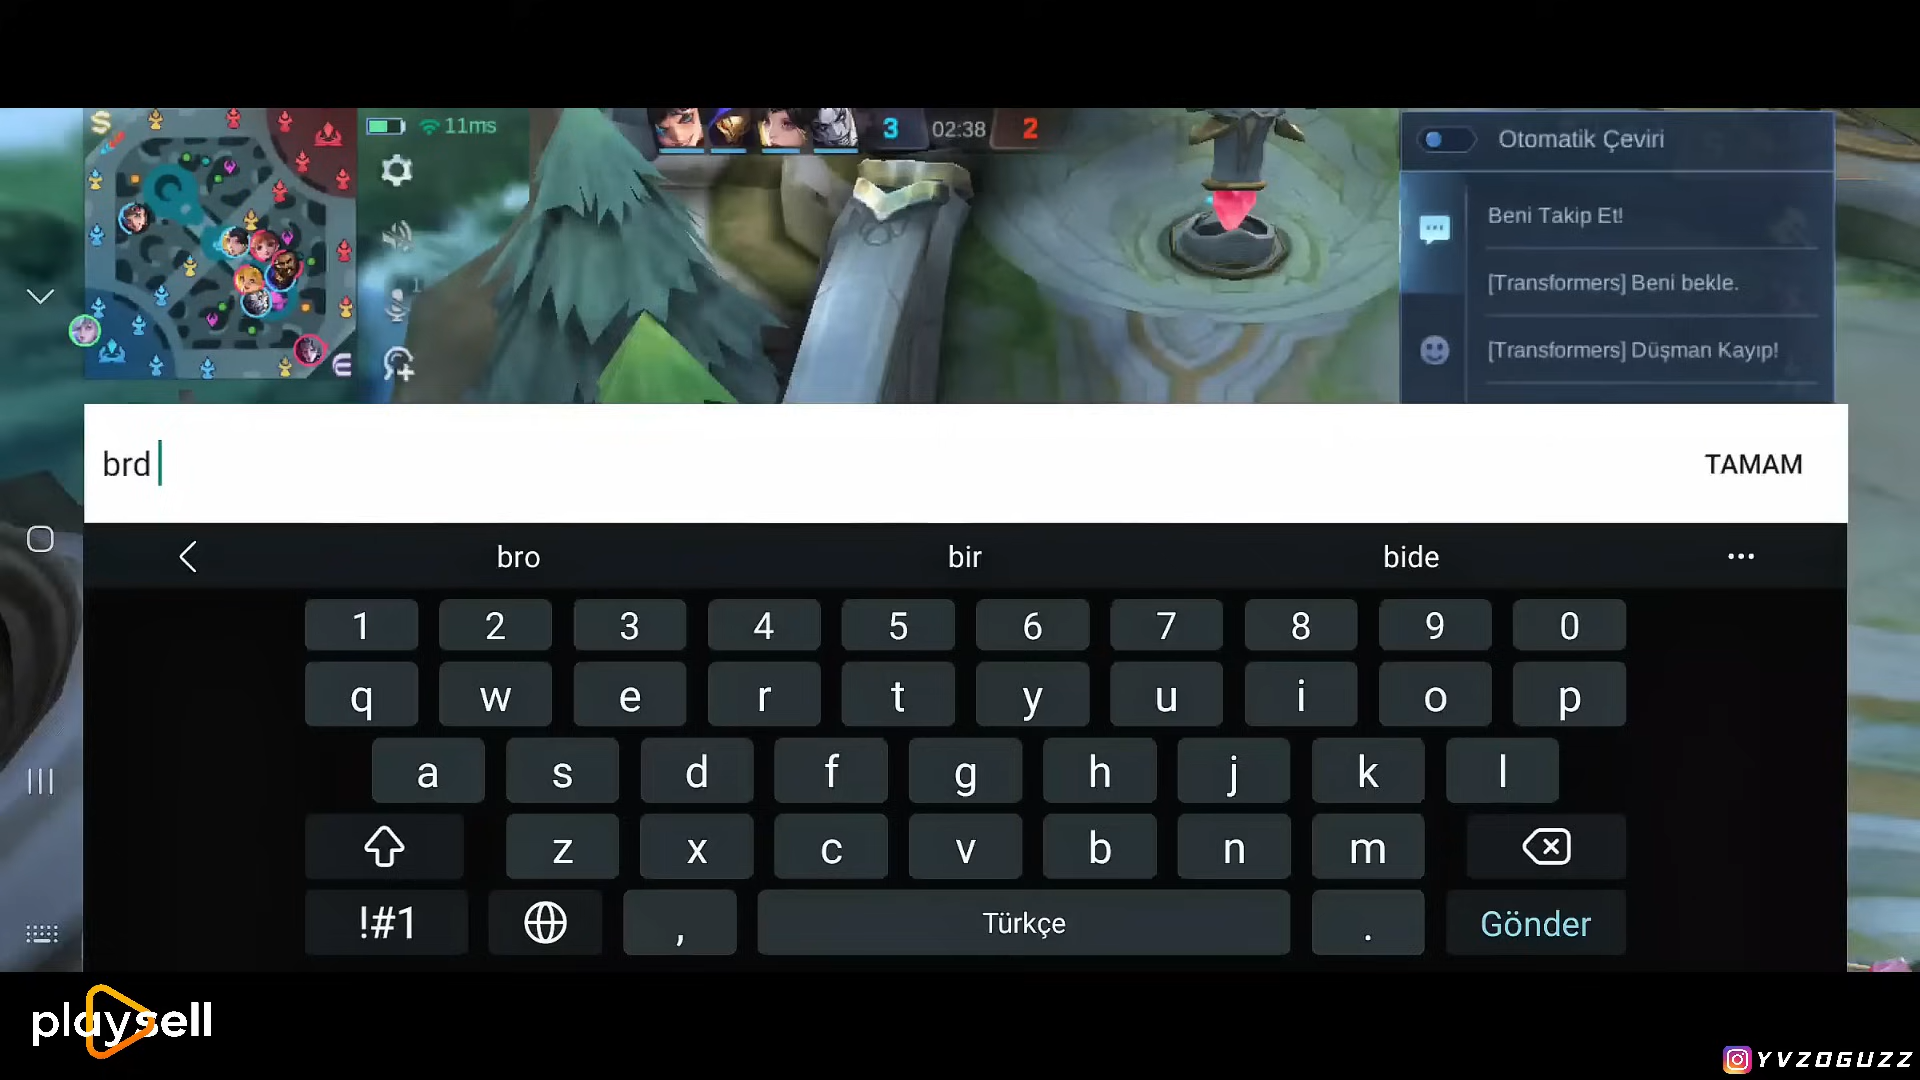 11ms
3 02:38 2
1
Otomatik Çeviri
Beni Takip Et!
[Transformers] Beni bekle.
[Transformers] Düşman Kayıp!
brd
TAMAM
bro bir bide
1 2 3 4 5 6 7 8 9 0
q w e r t y u i o p
a s d f g h j k l
z x c v b n m
!#1 , Türkçe . Gönder
playsell
YVZOGUZZ